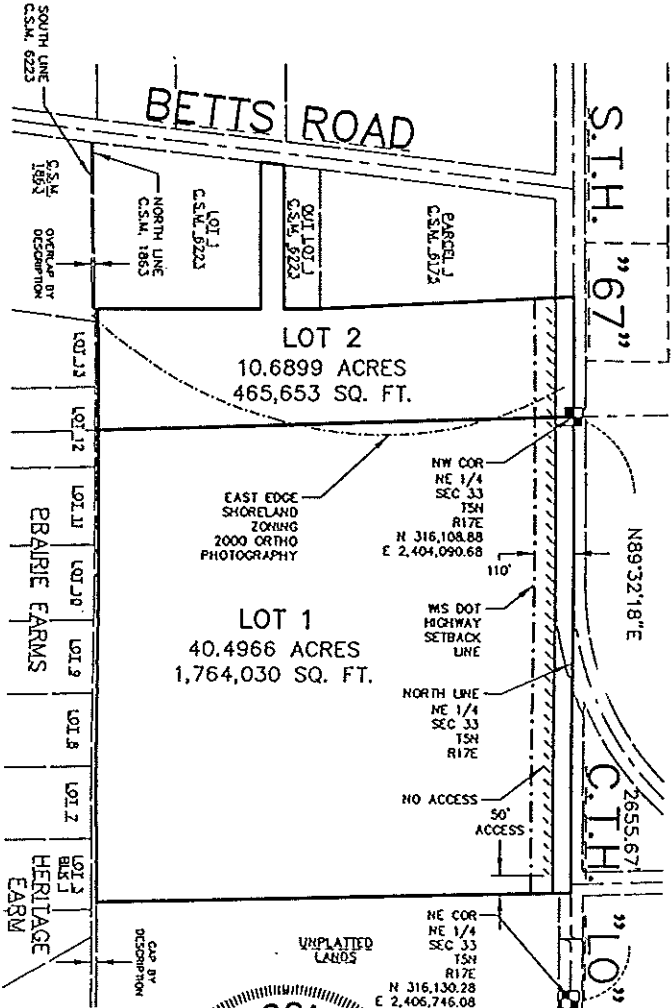 SOUTH LINE
C.S.M. 6223
BETTS ROAD
S.T.H. "67"
C.S.M.
1863
OVERLAP BY
DESCRIPTION
NORTH LINE
C.S.M. 1863
LOT 1
C.S.M. 6223
OUTLOT 1
C.S.M. 6223
PARCEL 1
C.S.M. 6175
LOT 2
10.6899 ACRES
465,653 SQ. FT.
LOT 13
LOT 12
LOT 11
LOT 10
LOT 9
LOT 8
LOT 7
LOT 3
BLK 1
PRAIRIE FARMS
HERITAGE
FARM
EAST EDGE
SHORELAND
ZONING
2000 ORTHO
PHOTOGRAPHY
NW COR
NE 1/4
SEC 33
T5N
R17E
N 316,108.88
E 2,404,090.68
110'
N89°32'18"E
2655.67'
LOT 1
40.4966 ACRES
1,764,030 SQ. FT.
WIS DOT
HIGHWAY
SETBACK
LINE
NORTH LINE
NE 1/4
SEC 33
T5N
R17E
NO ACCESS
50'
ACCESS
C.T.H. "LO"
GAP BY
DESCRIPTION
UNPLATTED
LANDS
NE COR
NE 1/4
SEC 33
T5N
R17E
N 316,130.28
E 2,406,746.08